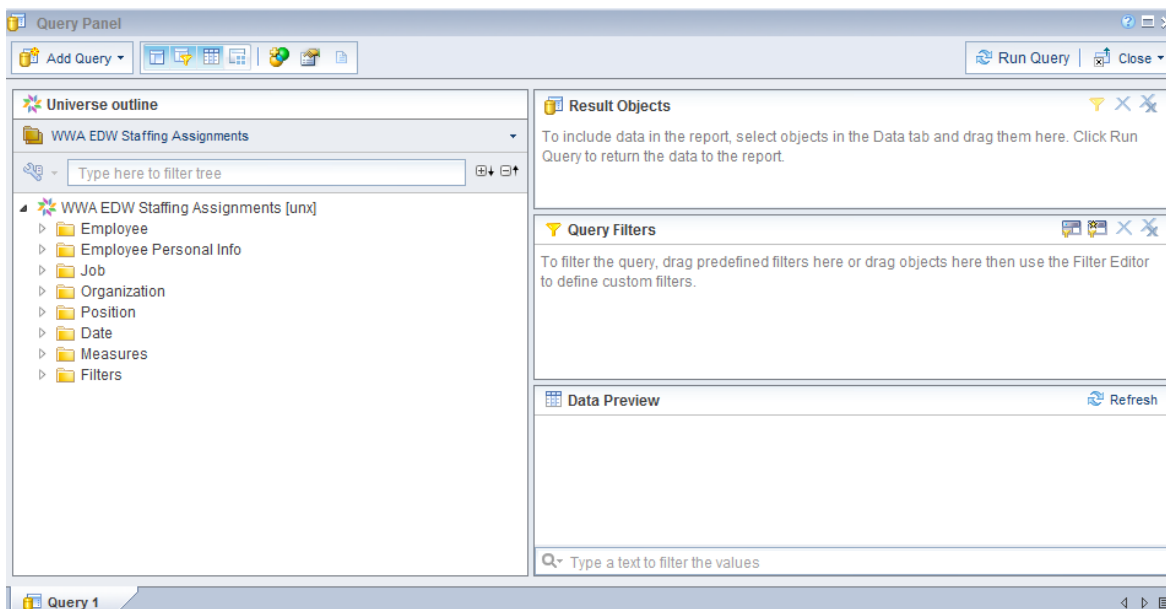 Query Panel
Add Query
Run Query
Close
Universe outline
WWA EDW Staffing Assignments
Type here to filter tree
WWA EDW Staffing Assignments [unx]
Employee
Employee Personal Info
Job
Organization
Position
Date
Measures
Filters
Result Objects
To include data in the report, select objects in the Data tab and drag them here. Click Run
Query to return the data to the report.
Query Filters
To filter the query, drag predefined filters here or drag objects here then use the Filter Editor
to define custom filters.
Data Preview
Refresh
Type a text to filter the values
Query 1